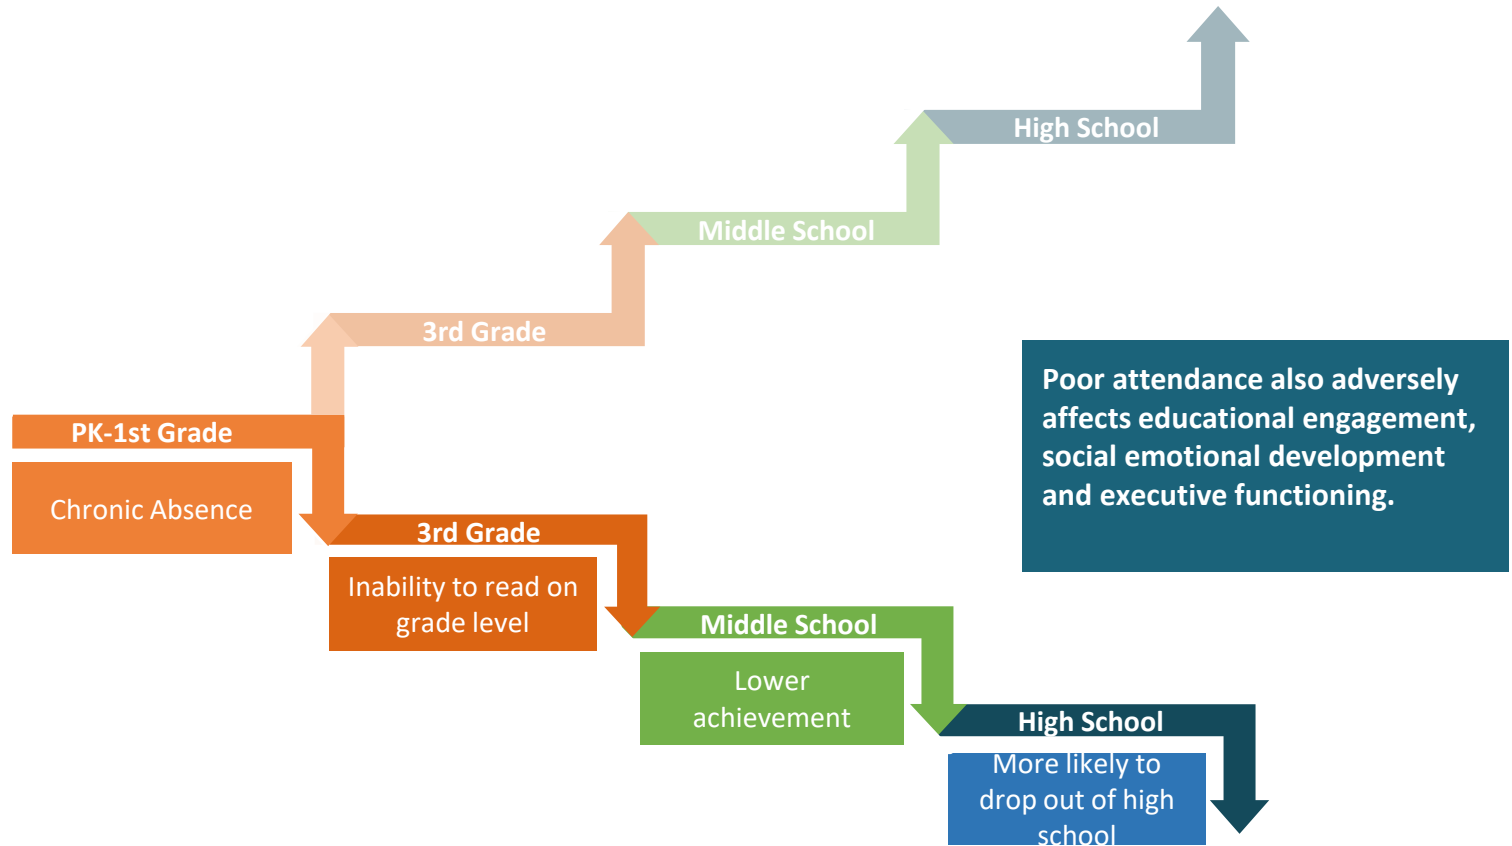 High School
Middle School
3rd Grade
PK-1st Grade
Chronic Absence
3rd Grade
Inability to read on
grade level
Middle School
Lower
achievement
High School
More likely to
drop out of high
school
Poor attendance also adversely
affects educational engagement,
social emotional development
and executive functioning.